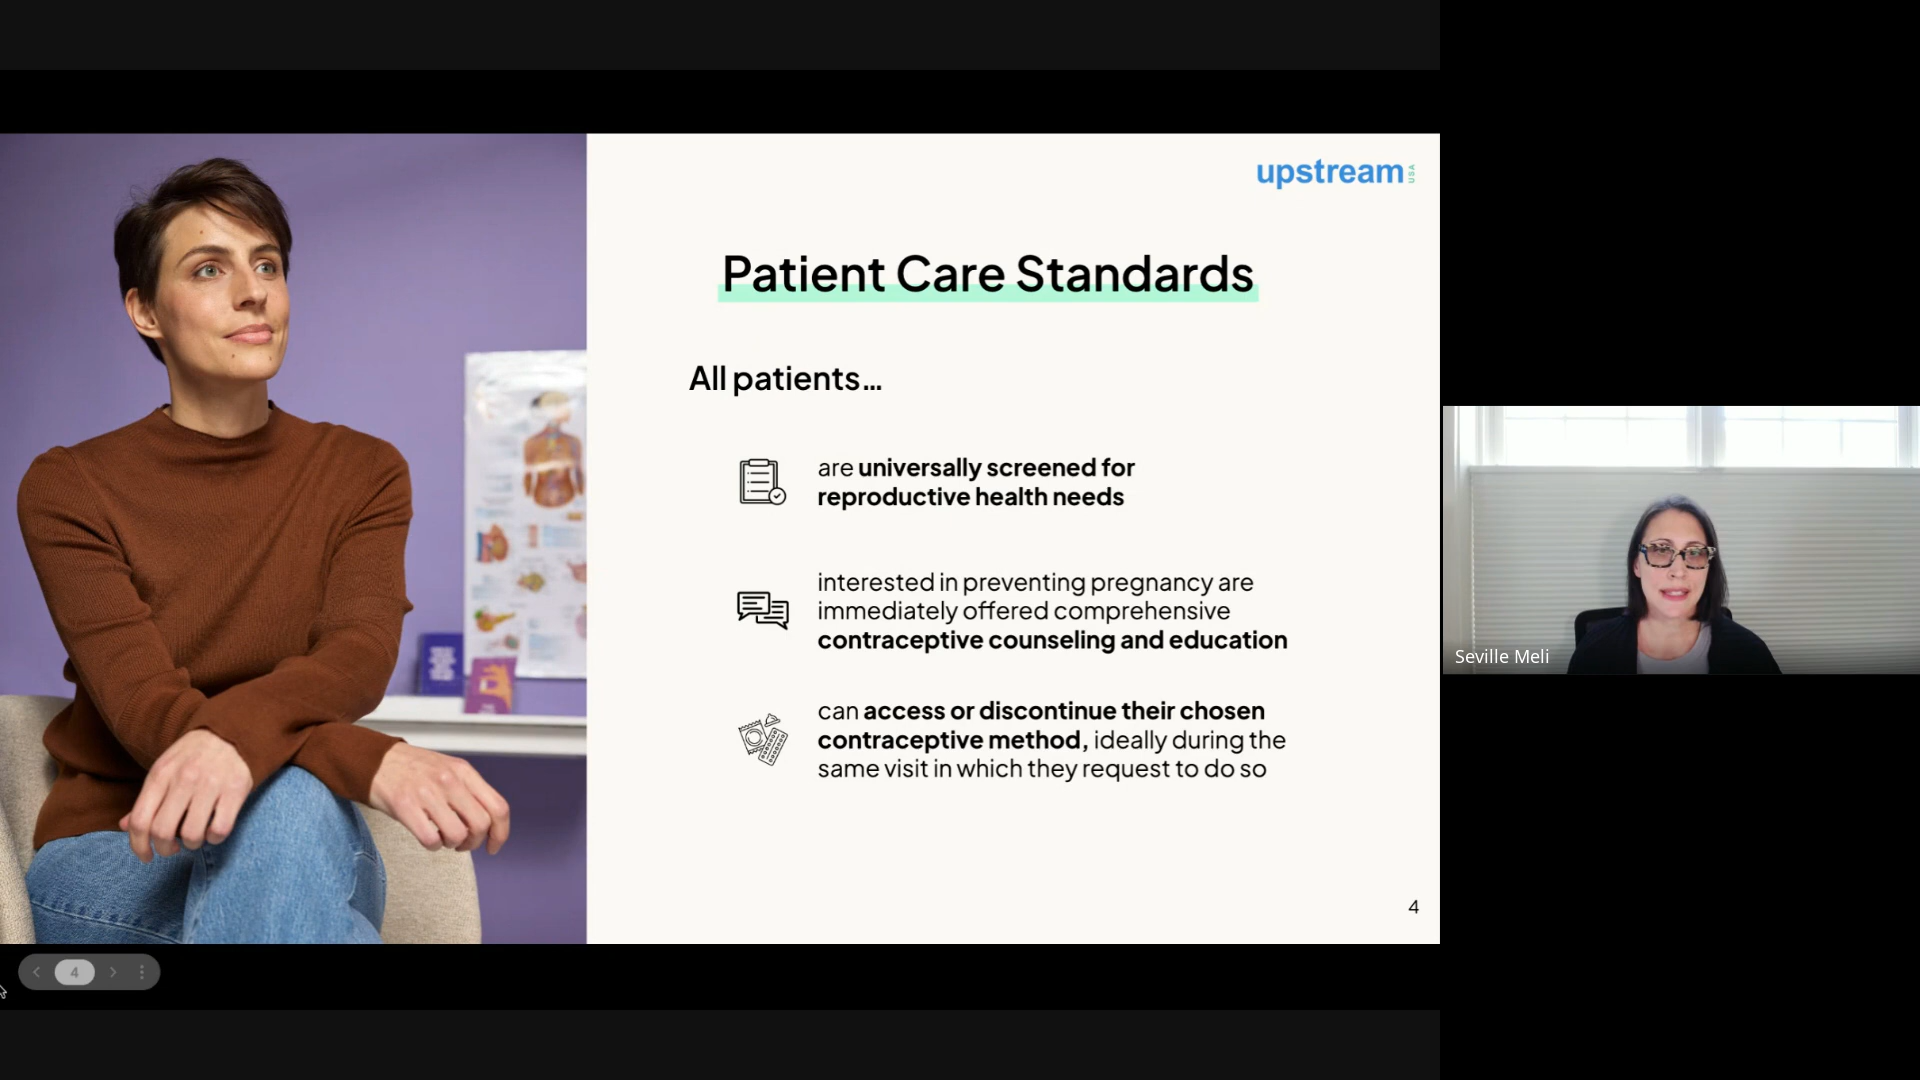 upstream USA
Patient Care Standards
All patients...
are universally screened for
reproductive health needs
interested in preventing pregnancy are
immediately offered comprehensive
contraceptive counseling and education
can access or discontinue their chosen
contraceptive method, ideally during the
same visit in which they request to do so
4
Seville Meli
4